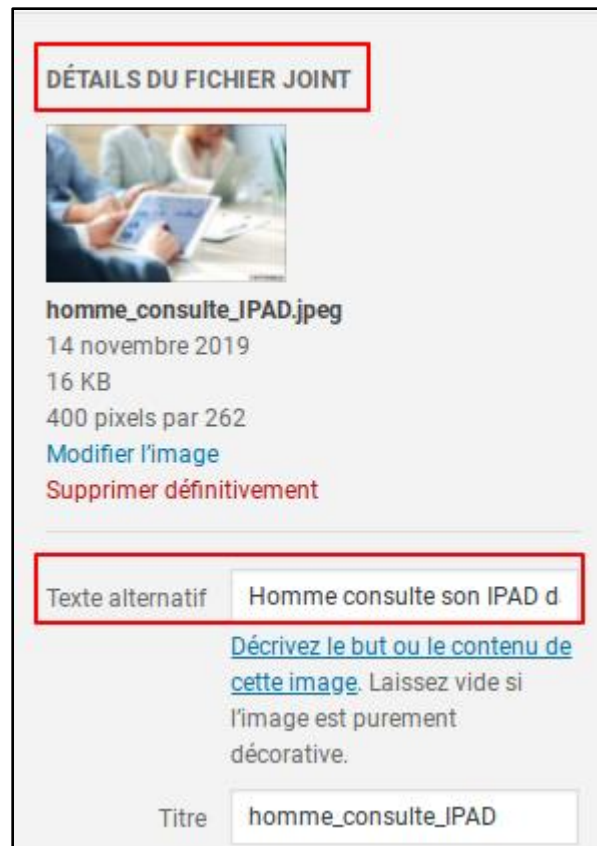 DÉTAILS DU FICHIER JOINT
homme_consulte_IPAD.jpeg
14 novembre 2019
16 KB
400 pixels par 262
Modifier l'image
Supprimer définitivement
Texte alternatif Homme consulte son IPAD d
Décrivez le but ou le contenu de
cette image. Laissez vide si
l'image est purement
décorative.
Titre homme_consulte_IPAD